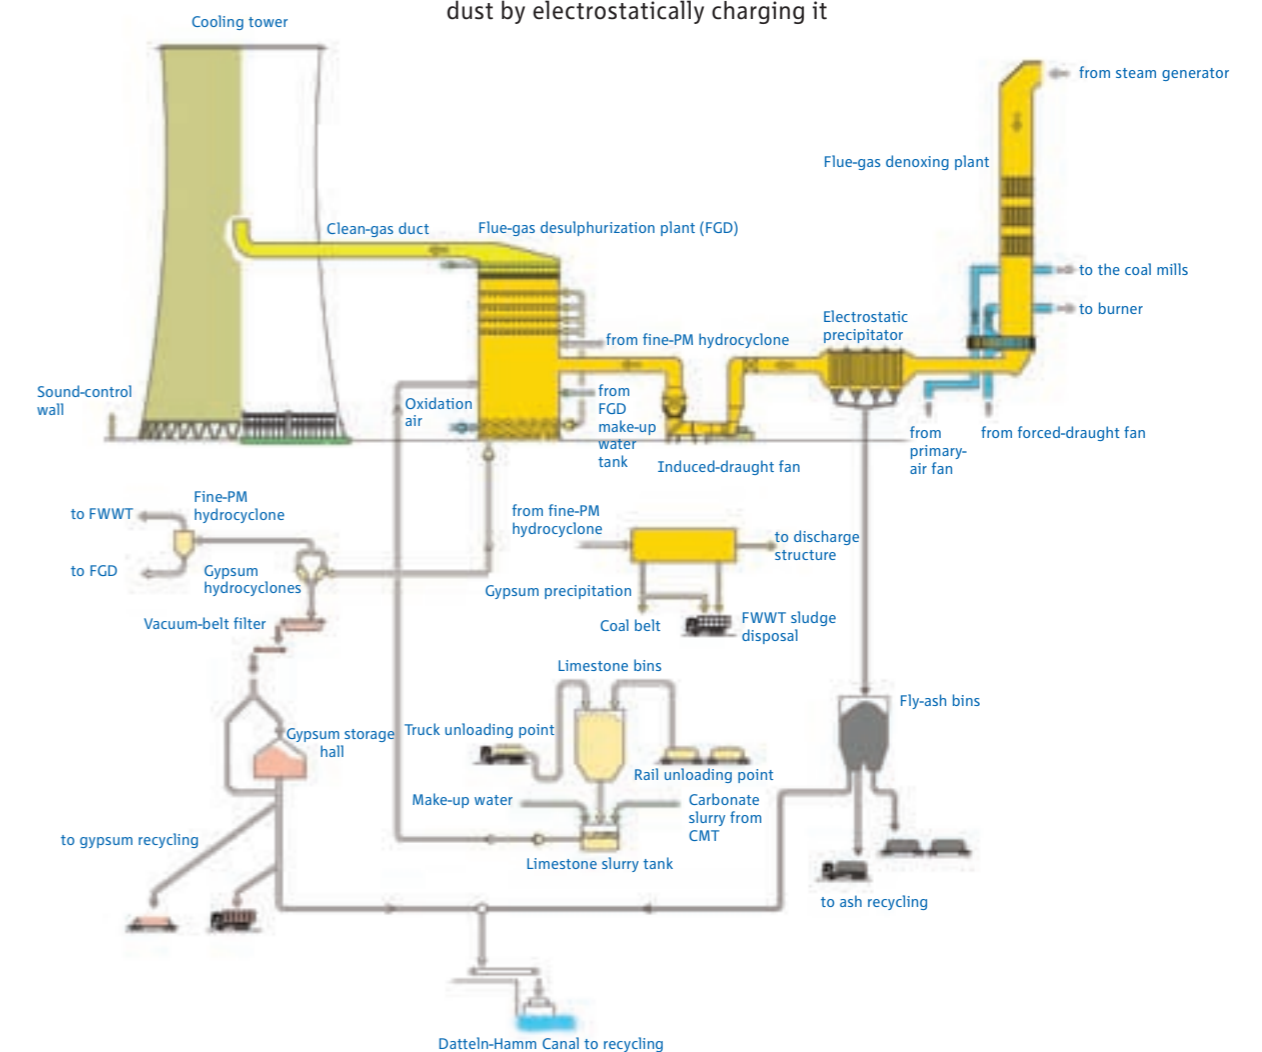 dust by electrostatically charging it
Cooling tower
from steam generator
Flue-gas denoxing plant
Clean-gas duct
Flue-gas desulphurization plant (FGD)
to the coal mills
to burner
Electrostatic
precipitator
from fine-PM hydrocyclone
Sound-control
wall
Oxidation
air
from
FGD
make-up
water
tank
Induced-draught fan
from
primary-
air fan
from forced-draught fan
to FWWT
Fine-PM
hydrocyclone
to FGD
Gypsum
hydrocyclones
from fine-PM
hydrocyclone
to discharge
structure
Gypsum precipitation
Coal belt
FWWT sludge
disposal
Vacuum-belt filter
Limestone bins
Fly-ash bins
Gypsum storage
hall
Truck unloading point
Rail unloading point
Make-up water
Carbonate
slurry from
CMT
Limestone slurry tank
to gypsum recycling
to ash recycling
Datteln-Hamm Canal to recycling